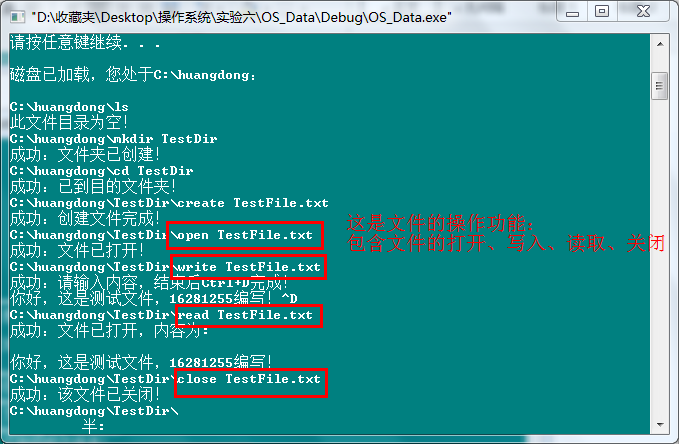 "D:\收藏夹\Desktop\操作系统\实验六\OS_Data\Debug\OS_Data.exe"
请按任意键继续. . .
磁盘已加载，您处于C:\huangdong：
C:\huangdong\ls
此文件目录为空！
C:\huangdong\mkdir TestDir
成功：文件夹已创建！
C:\huangdong\cd TestDir
成功：已到目的文件夹！
C:\huangdong\TestDir\create TestFile.txt
成功：创建文件完成！
C:\huangdong\TestDir\open TestFile.txt
成功：文件已打开！
C:\huangdong\TestDir\write TestFile.txt
成功：请输入内容，结束后Ctrl+D完成！
你好，这是测试文件，16281255编写！^D
C:\huangdong\TestDir\read TestFile.txt
成功：文件已打开，内容为：
你好，这是测试文件，16281255编写！
C:\huangdong\TestDir\close TestFile.txt
成功：该文件已关闭！
C:\huangdong\TestDir\
半：
这是文件的操作功能：
包含文件的打开、写入、读取、关闭